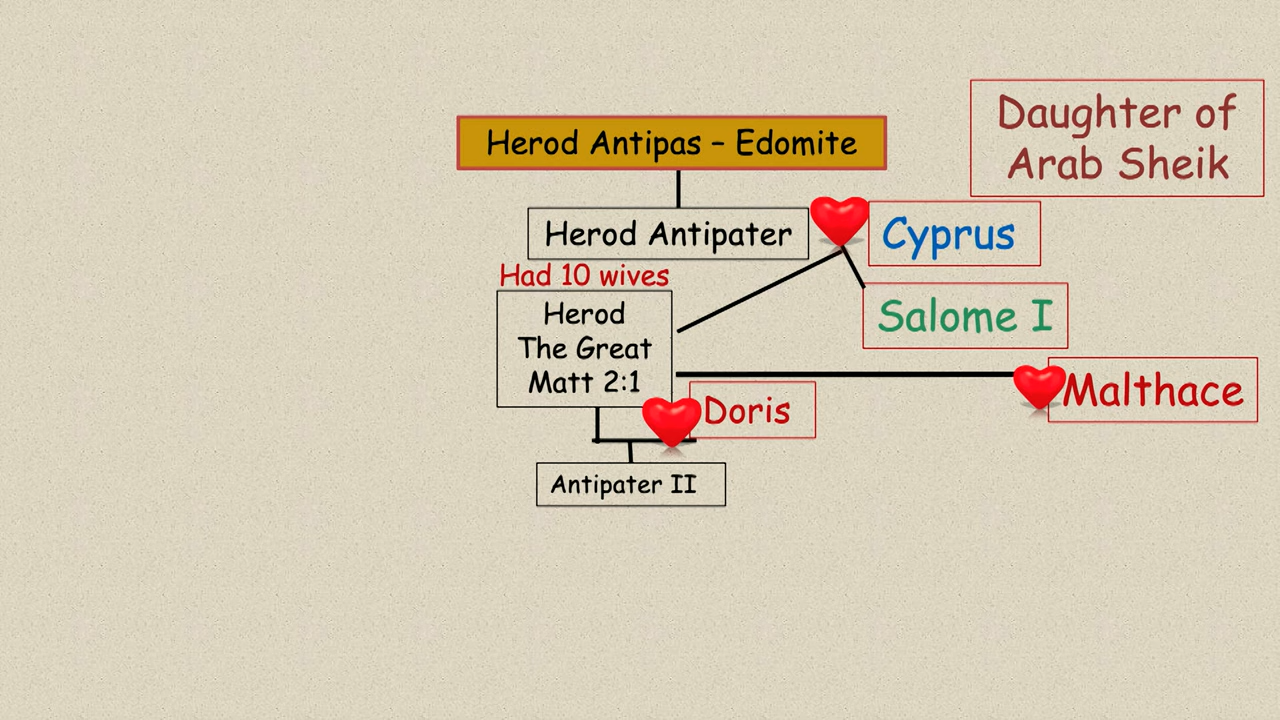 Daughter of
Arab Sheik
Herod Antipas – Edomite
Herod Antipater
Cyprus
Had 10 wives
Herod
The Great
Matt 2:1
Salome I
Malthace
Doris
Antipater II